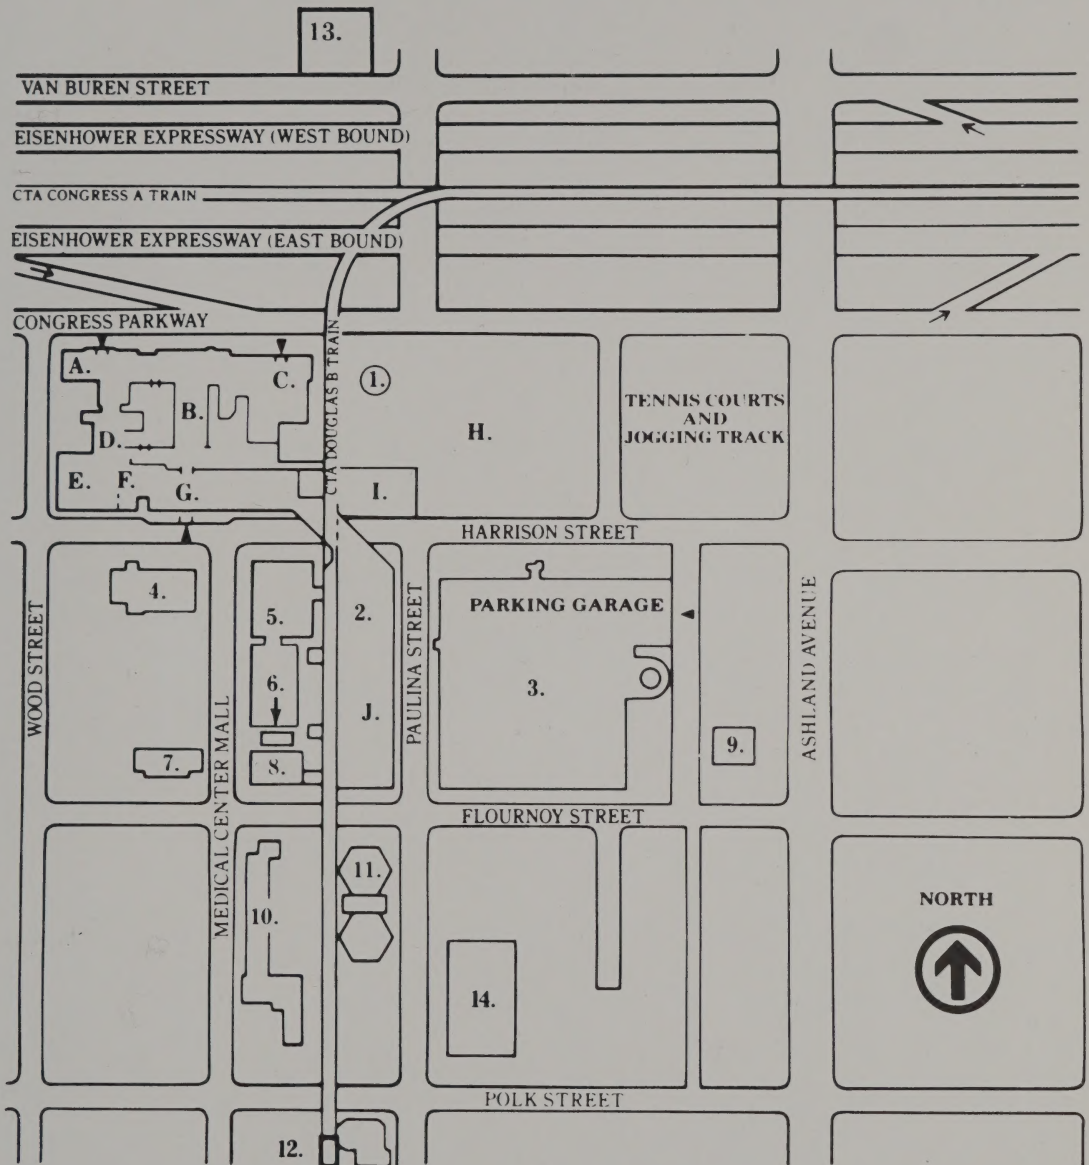 13.
VAN BUREN STREET
EISENHOWER EXPRESSWAY (WEST BOUND)
CTA CONGRESS A TRAIN
EISENHOWER EXPRESSWAY (EAST BOUND)
CONGRESS PARKWAY
CTA DOUGLAS B TRAIN
A.
C.
1.
B.
H.
TENNIS COURTS
AND
JOGGING TRACK
D.
E.
F.
G.
I.
HARRISON STREET
WOOD STREET
4.
5.
2.
PAULINA STREET
PARKING GARAGE
ASHLAND AVENUE
6.
3.
J.
MEDICAL CENTER MALL
7.
8.
9.
FLOURNOY STREET
11.
10.
NORTH
14.
POLK STREET
12.